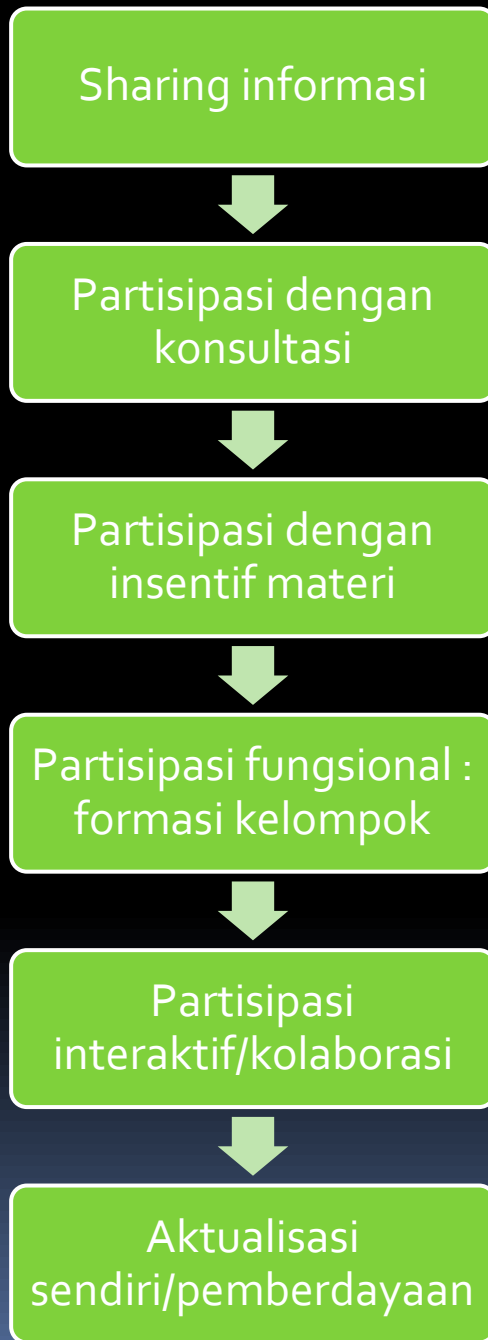 Sharing informasi
Partisipasi dengan
konsultasi
Partisipasi dengan
insentif materi
Partisipasi fungsional :
formasi kelompok
Partisipasi
interaktif/kolaborasi
Aktualisasi
sendiri/pemberdayaan